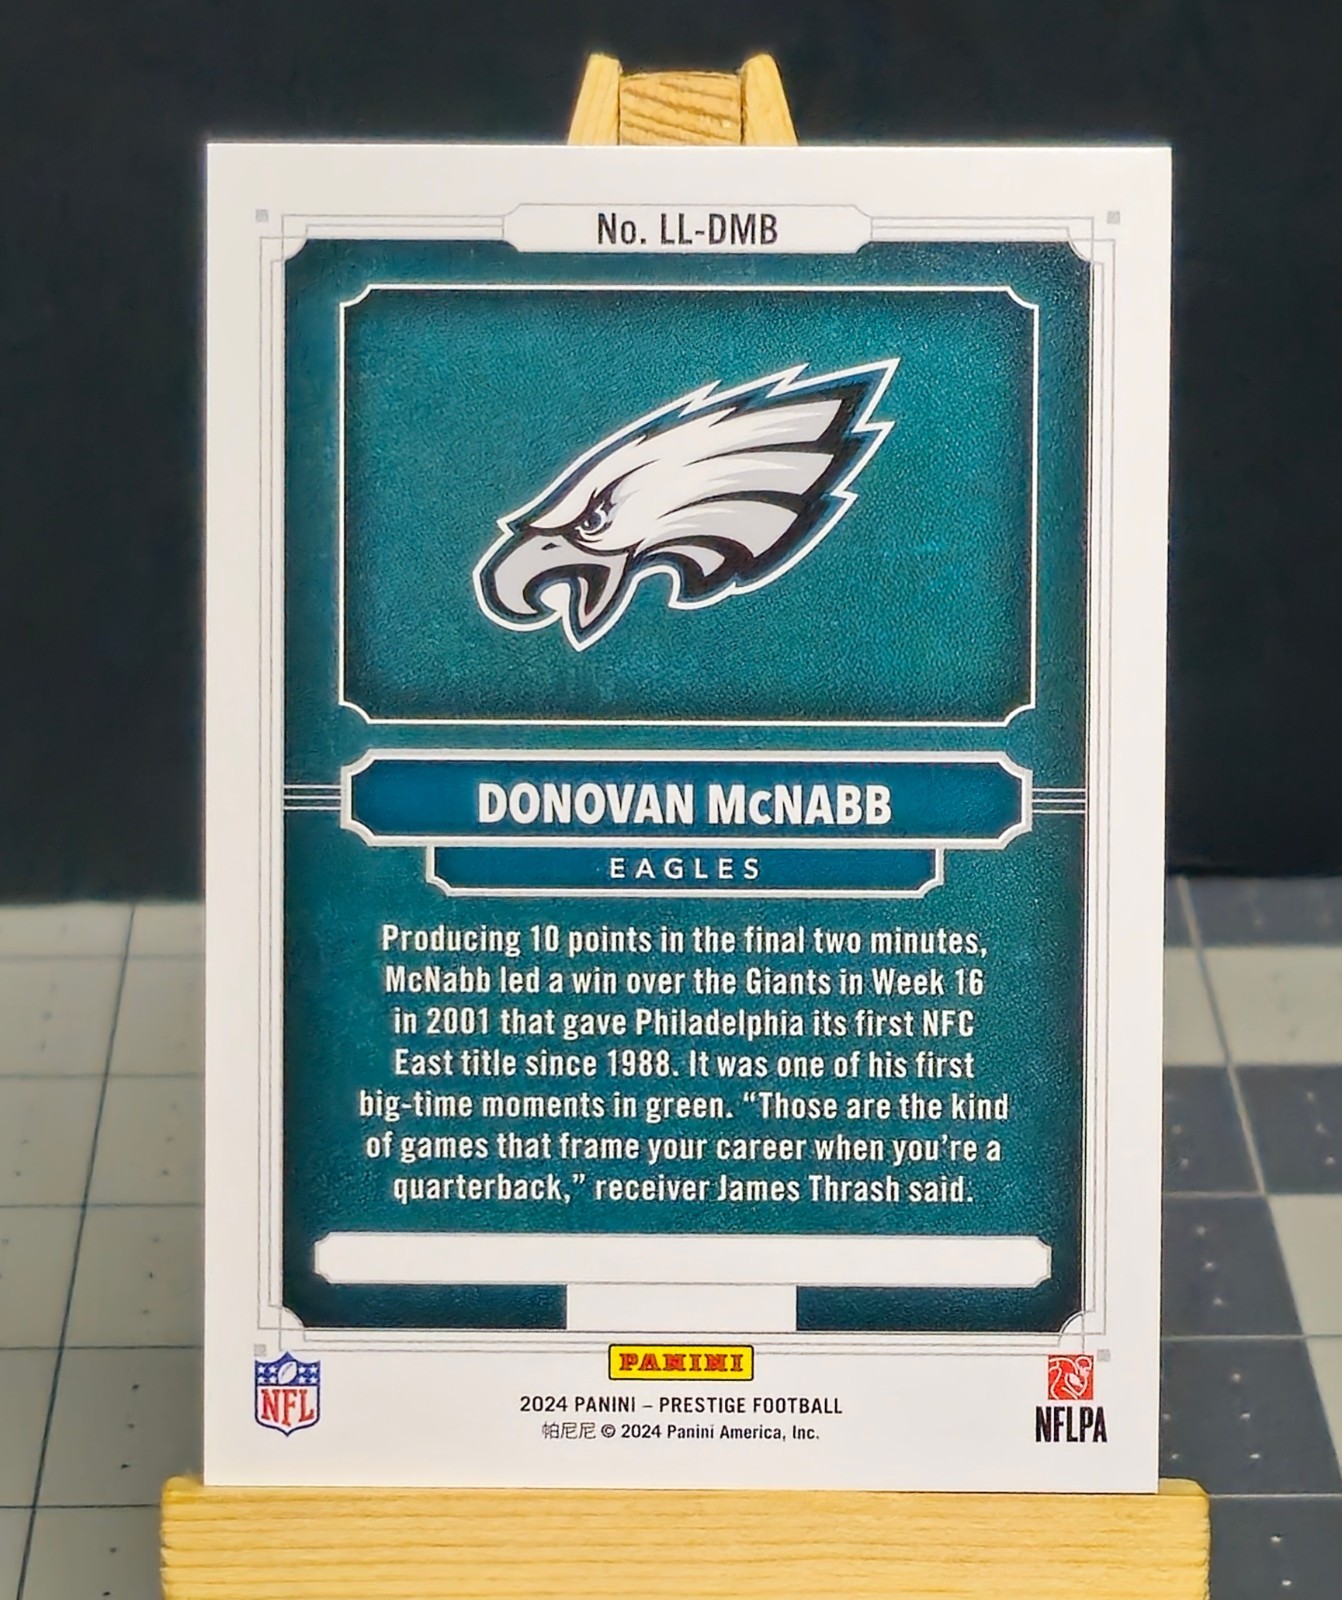 No. LL-DMB
DONOVAN McNABB
EAGLES
Producing 10 points in the final two minutes,
McNabb led a win over the Giants in Week 16
in 2001 that gave Philadelphia its first NFC
East title since 1988. It was one of his first
big-time moments in green. “Those are the kind
of games that frame your career when you’re a
quarterback,” receiver James Thrash said.
PANINI
NFL
2024 PANINI – PRESTIGE FOOTBALL
帕尼尼 © 2024 Panini America, Inc.
NFLPA